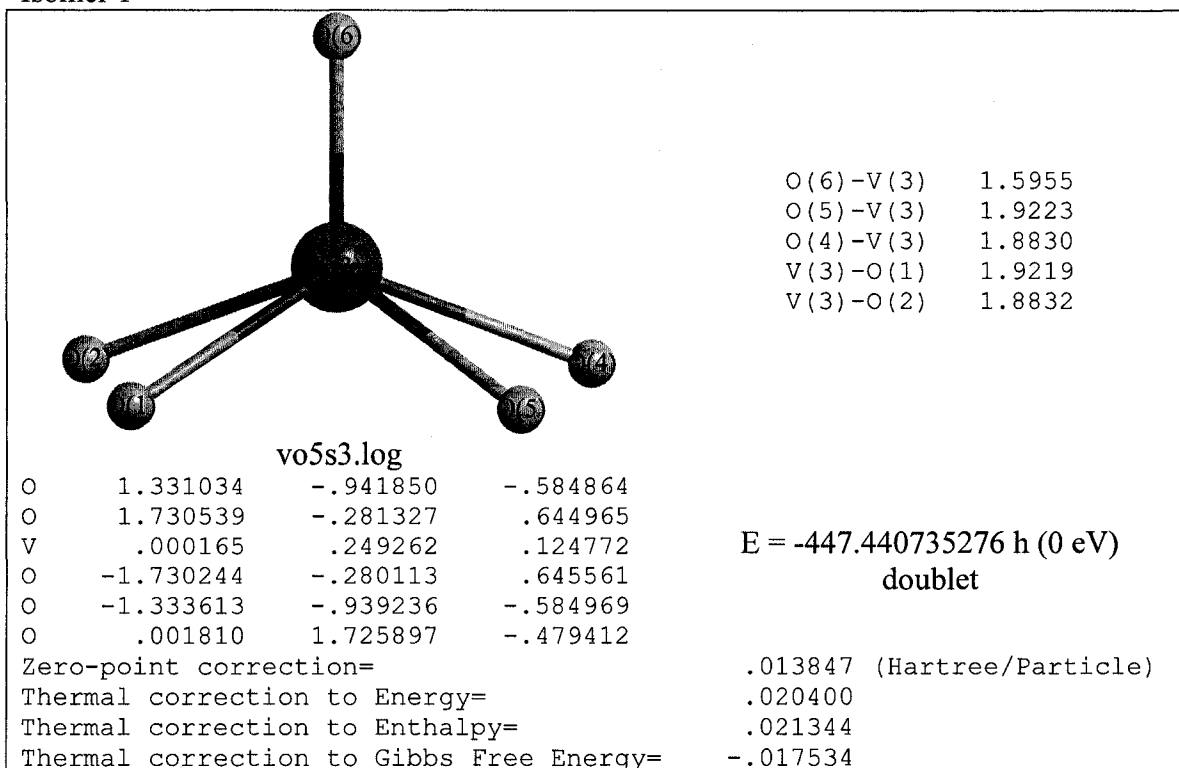 O(6)-V(3) 1.5955
O(5)-V(3) 1.9223
O(4)-V(3) 1.8830
V(3)-O(1) 1.9219
V(3)-O(2) 1.8832
vo5s3.log
O 1.331034 -.941850 -.584864
O 1.730539 -.281327 .644965
V .000165 .249262 .124772
O -1.730244 -.280113 .645561
O -1.333613 -.939236 -.584969
O .001810 1.725897 -.479412
E = -447.440735276 h (0 eV)
doublet
Zero-point correction= .013847 (Hartree/Particle)
Thermal correction to Energy= .020400
Thermal correction to Enthalpy= .021344
Thermal correction to Gibbs Free Energy= -.017534